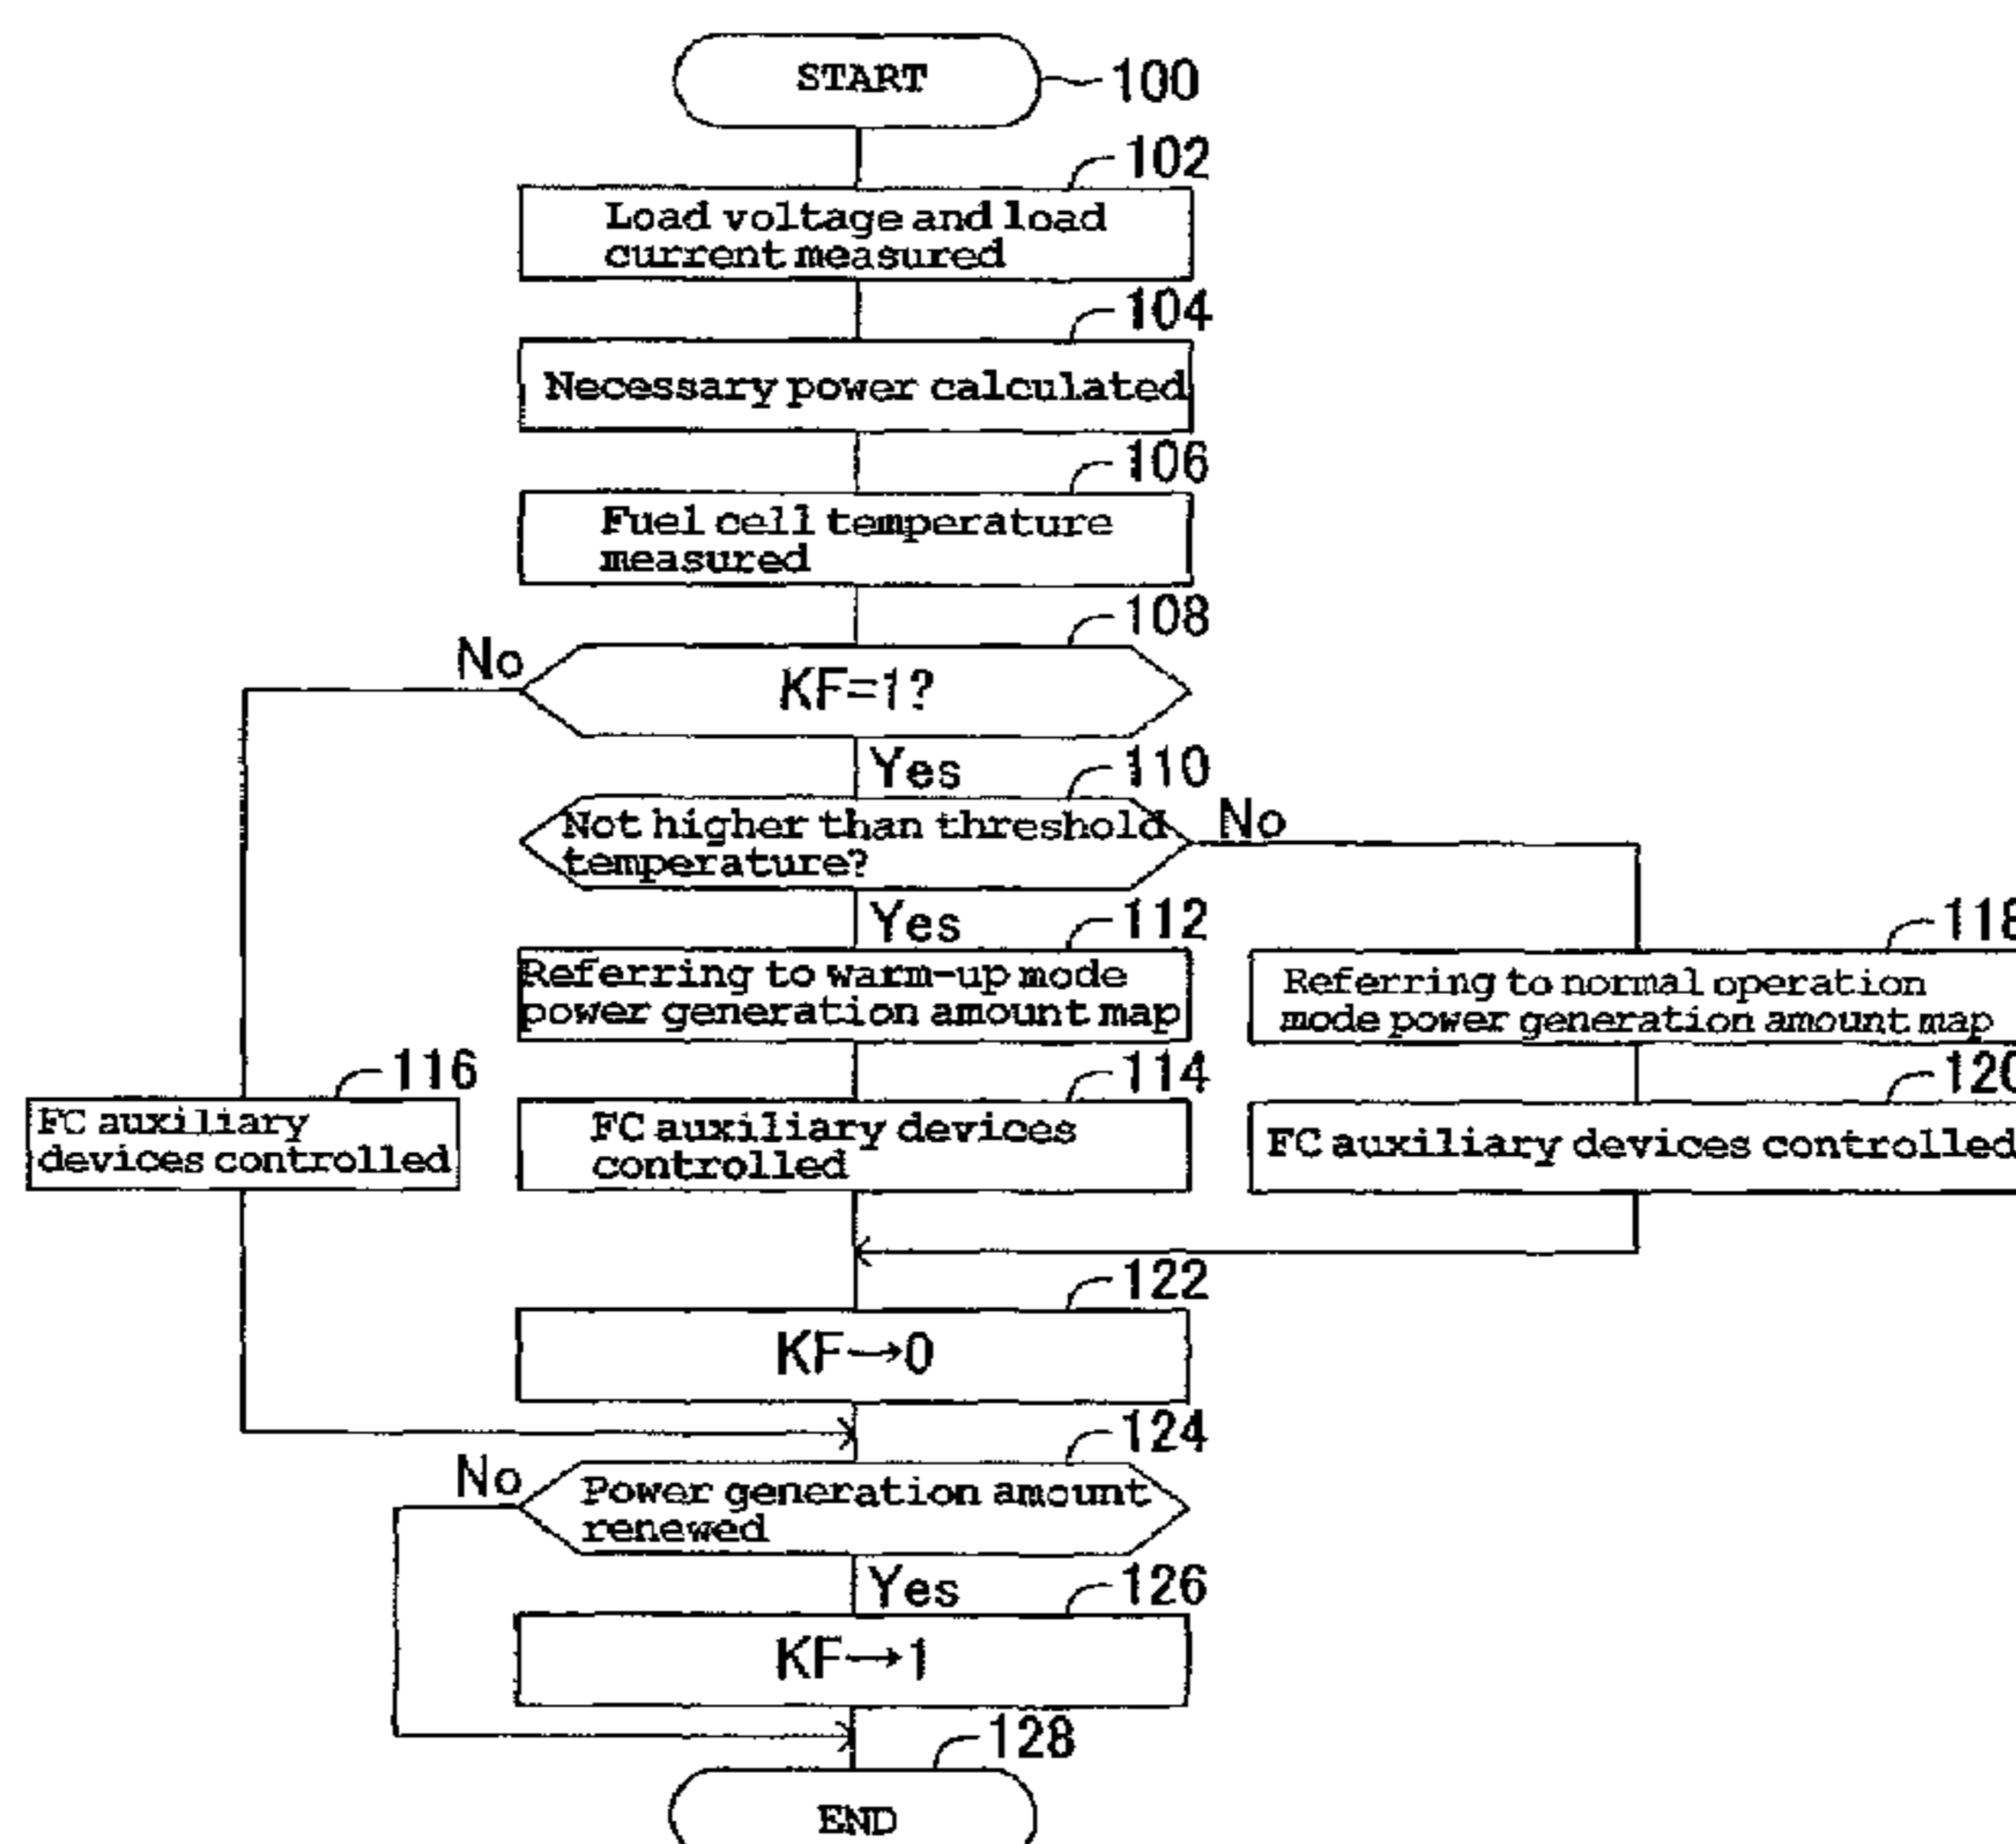 START
100
102
Load voltage and load
current measured
104
Necessary power calculated
106
Fuel cell temperature
measured
108
No
KF=1?
Yes
110
Not higher than threshold
temperature?
No
Yes
112
Referring to warm-up mode
power generation amount map
118
Referring to normal operation
mode power generation amount map
116
FC auxiliary
devices controlled
114
FC auxiliary devices
controlled
120
FC auxiliary devices controlled
122
KF→0
124
No
Power generation amount
renewed
Yes
126
KF→1
128
END